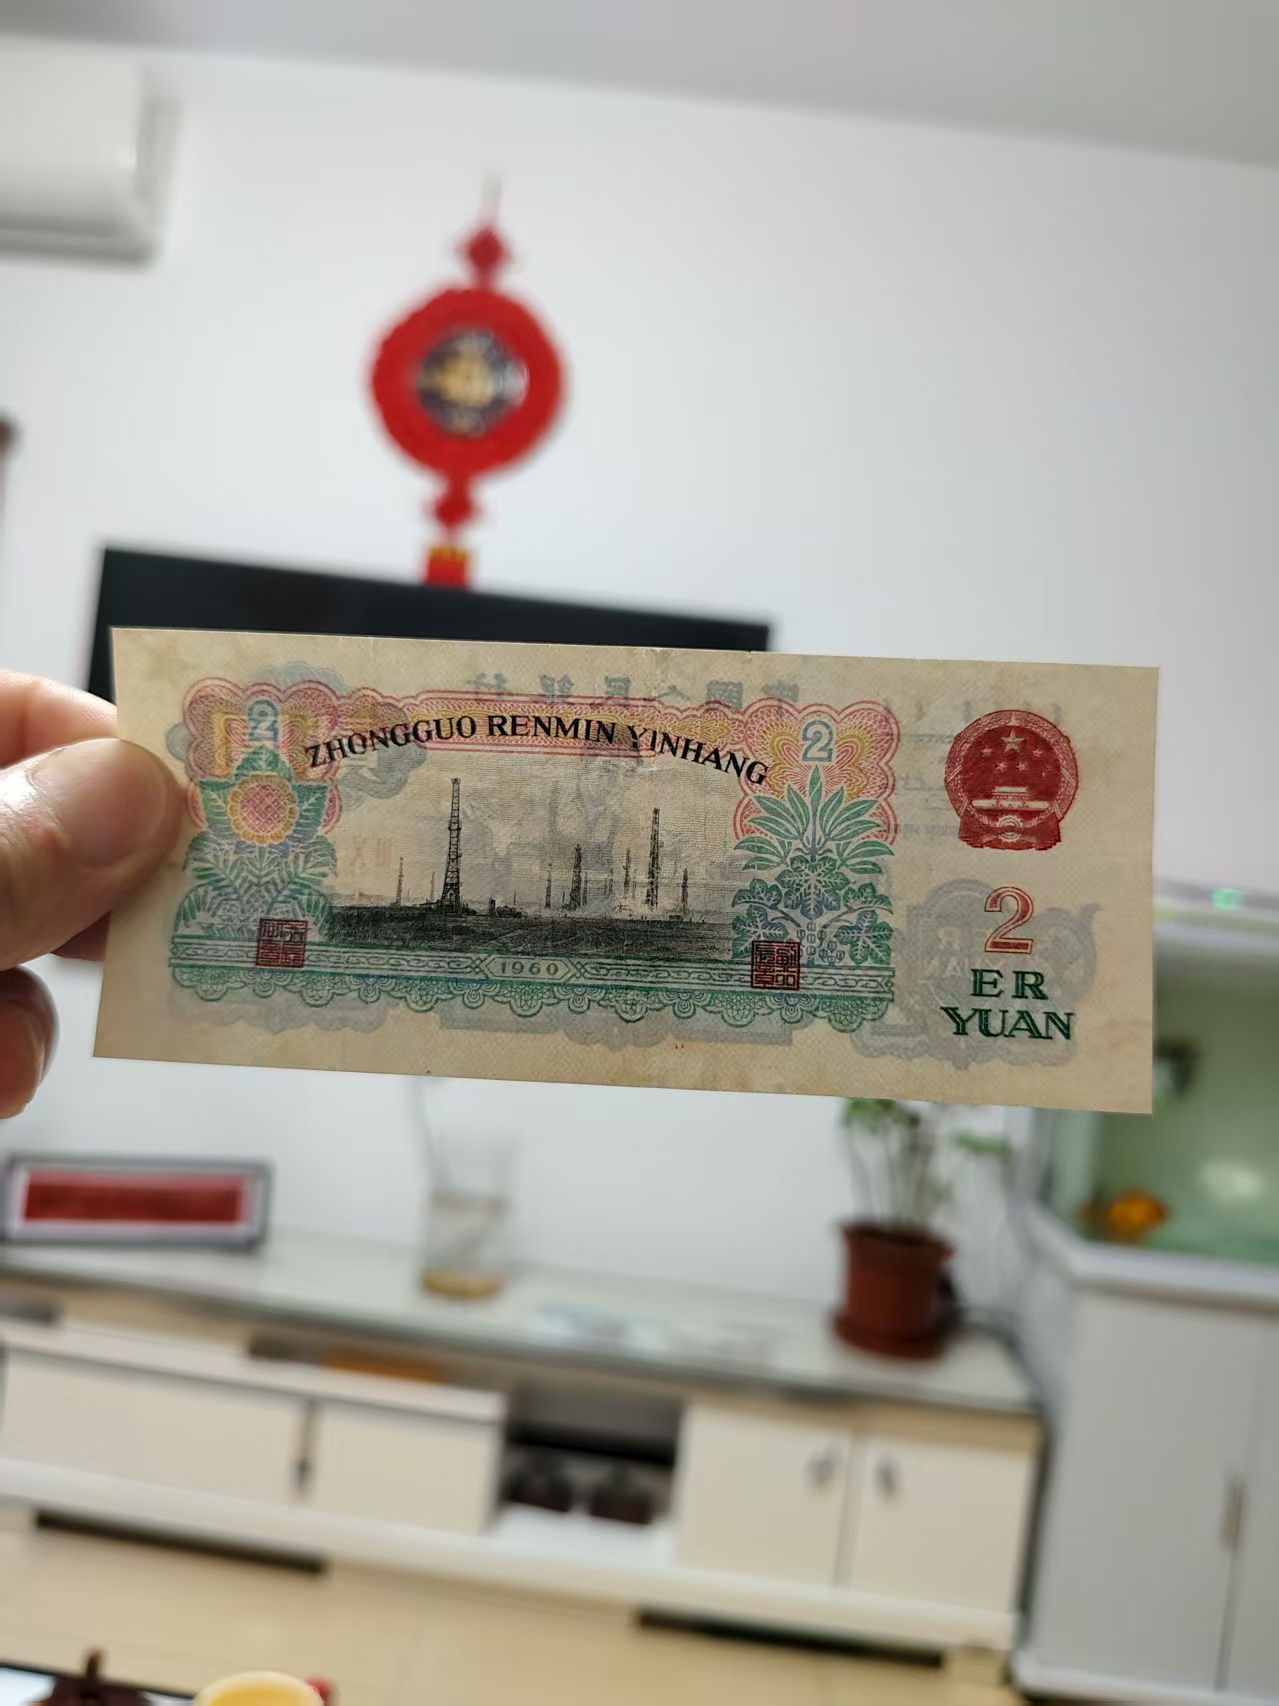 2
2
ZHONGGUO RENMIN YINHANG
2
ER
YUAN
1960